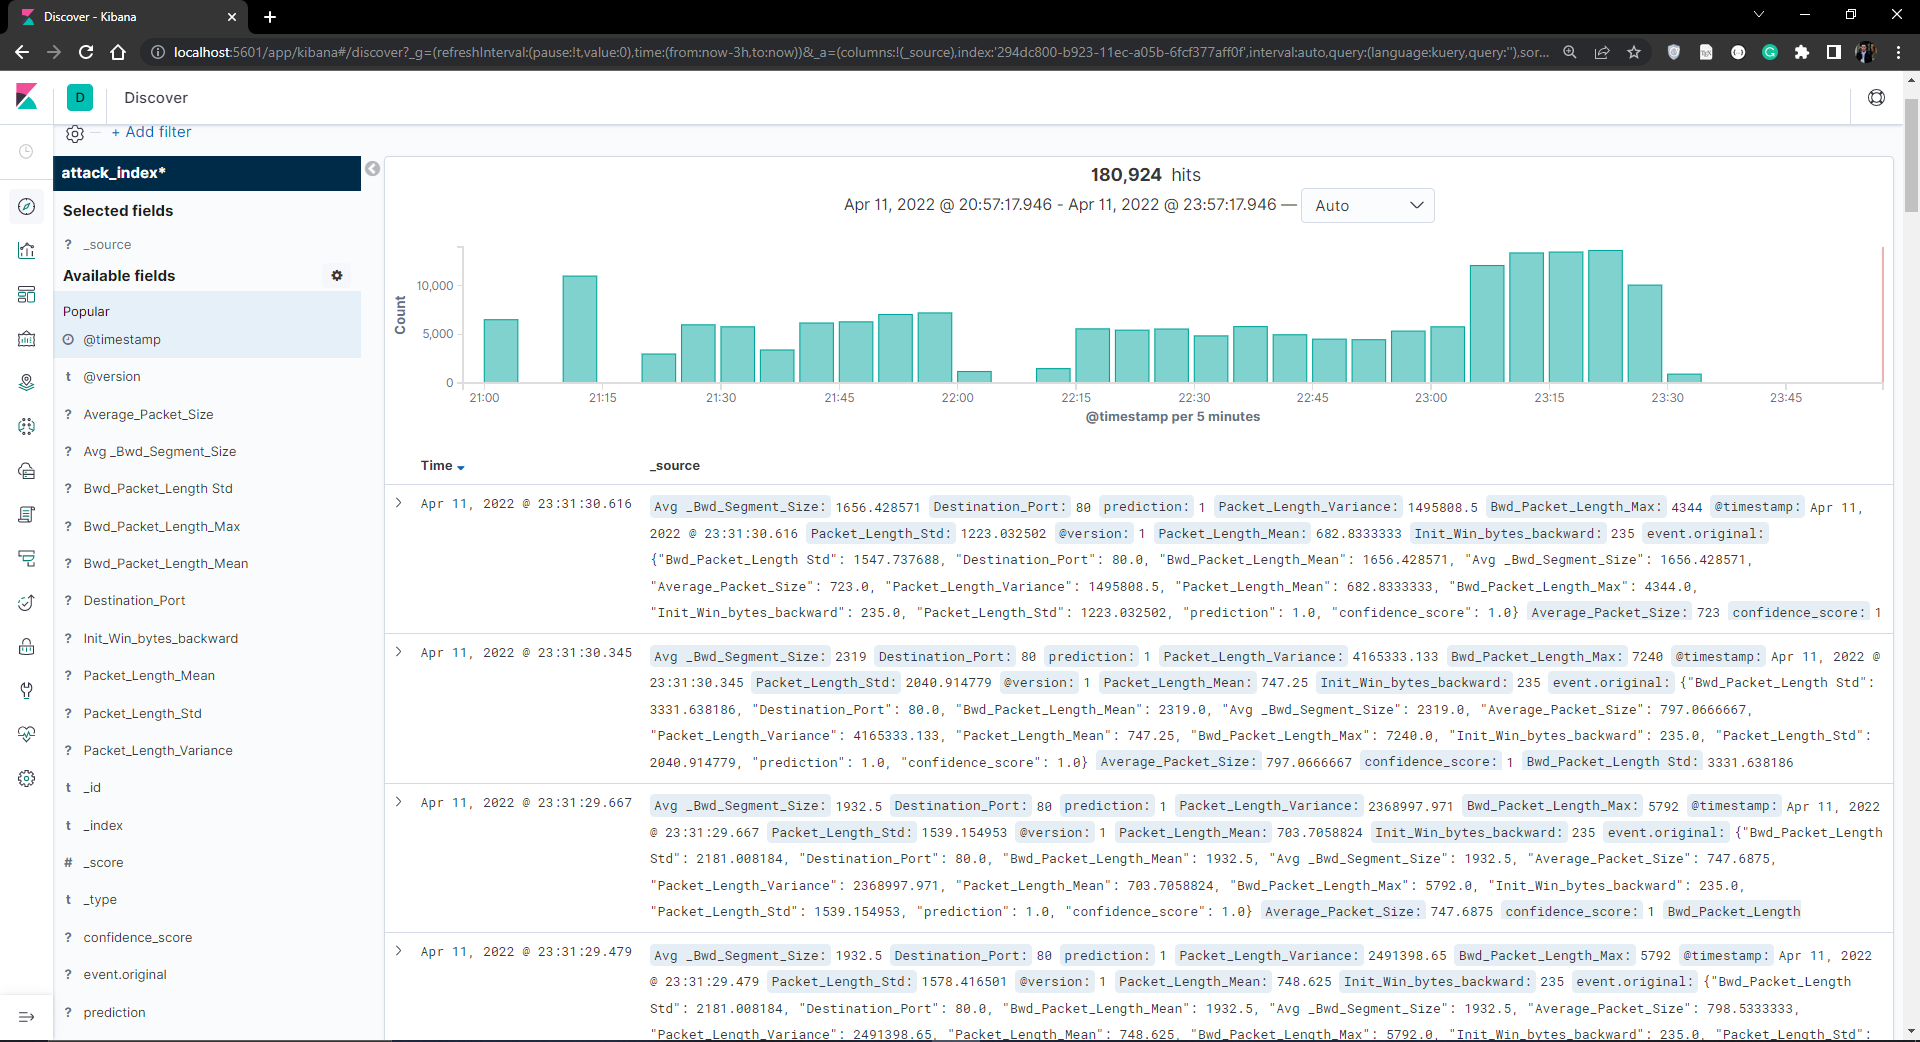 Discover - Kibana
localhost:5601/app/kibana#/discover?_g=(refreshInterval:(pause:!t,value:0),time:(from:now-3h,to:now))&_a=(columns:!(_source),index:'294dc800-b923-11ec-a05b-6fcf377aff0f',interval:auto,query:(language:kuery,query:''),sor...
D Discover
+ Add filter
attack_index*
Selected fields
? _source
Available fields
Popular
@timestamp
t @version
? Average_Packet_Size
? Avg _Bwd_Segment_Size
? Bwd_Packet_Length Std
? Bwd_Packet_Length_Max
? Bwd_Packet_Length_Mean
? Destination_Port
? Init_Win_bytes_backward
? Packet_Length_Mean
? Packet_Length_Std
? Packet_Length_Variance
t _id
t _index
# _score
t _type
? confidence_score
? event.original
? prediction
180,924 hits
Apr 11, 2022 @ 20:57:17.946 - Apr 11, 2022 @ 23:57:17.946 — Auto
Count
10,000
5,000
0
21:00 21:15 21:30 21:45 22:00 22:15 22:30 22:45 23:00 23:15 23:30 23:45
@timestamp per 5 minutes
Time _source
Apr 11, 2022 @ 23:31:30.616 Avg _Bwd_Segment_Size: 1656.428571 Destination_Port: 80 prediction: 1 Packet_Length_Variance: 1495808.5 Bwd_Packet_Length_Max: 4344 @timestamp: Apr 11,
2022 @ 23:31:30.616 Packet_Length_Std: 1223.032502 @version: 1 Packet_Length_Mean: 682.8333333 Init_Win_bytes_backward: 235 event.original:
{"Bwd_Packet_Length Std": 1547.737688, "Destination_Port": 80.0, "Bwd_Packet_Length_Mean": 1656.428571, "Avg _Bwd_Segment_Size": 1656.428571,
"Average_Packet_Size": 723.0, "Packet_Length_Variance": 1495808.5, "Packet_Length_Mean": 682.8333333, "Bwd_Packet_Length_Max": 4344.0,
"Init_Win_bytes_backward": 235.0, "Packet_Length_Std": 1223.032502, "prediction": 1.0, "confidence_score": 1.0} Average_Packet_Size: 723 confidence_score: 1
Apr 11, 2022 @ 23:31:30.345 Avg _Bwd_Segment_Size: 2319 Destination_Port: 80 prediction: 1 Packet_Length_Variance: 4165333.133 Bwd_Packet_Length_Max: 7240 @timestamp: Apr 11, 2022 @
23:31:30.345 Packet_Length_Std: 2040.914779 @version: 1 Packet_Length_Mean: 747.25 Init_Win_bytes_backward: 235 event.original: {"Bwd_Packet_Length Std":
3331.638186, "Destination_Port": 80.0, "Bwd_Packet_Length_Mean": 2319.0, "Avg _Bwd_Segment_Size": 2319.0, "Average_Packet_Size": 797.0666667,
"Packet_Length_Variance": 4165333.133, "Packet_Length_Mean": 747.25, "Bwd_Packet_Length_Max": 7240.0, "Init_Win_bytes_backward": 235.0, "Packet_Length_Std":
2040.914779, "prediction": 1.0, "confidence_score": 1.0} Average_Packet_Size: 797.0666667 confidence_score: 1 Bwd_Packet_Length Std: 3331.638186
Apr 11, 2022 @ 23:31:29.667 Avg _Bwd_Segment_Size: 1932.5 Destination_Port: 80 prediction: 1 Packet_Length_Variance: 2368997.971 Bwd_Packet_Length_Max: 5792 @timestamp: Apr 11, 2022
@ 23:31:29.667 Packet_Length_Std: 1539.154953 @version: 1 Packet_Length_Mean: 703.7058824 Init_Win_bytes_backward: 235 event.original: {"Bwd_Packet_Length
Std": 2181.008184, "Destination_Port": 80.0, "Bwd_Packet_Length_Mean": 1932.5, "Avg _Bwd_Segment_Size": 1932.5, "Average_Packet_Size": 747.6875,
"Packet_Length_Variance": 2368997.971, "Packet_Length_Mean": 703.7058824, "Bwd_Packet_Length_Max": 5792.0, "Init_Win_bytes_backward": 235.0,
"Packet_Length_Std": 1539.154953, "prediction": 1.0, "confidence_score": 1.0} Average_Packet_Size: 747.6875 confidence_score: 1 Bwd_Packet_Length
Apr 11, 2022 @ 23:31:29.479 Avg _Bwd_Segment_Size: 1932.5 Destination_Port: 80 prediction: 1 Packet_Length_Variance: 2491398.65 Bwd_Packet_Length_Max: 5792 @timestamp: Apr 11, 2022
@ 23:31:29.479 Packet_Length_Std: 1578.416501 @version: 1 Packet_Length_Mean: 748.625 Init_Win_bytes_backward: 235 event.original: {"Bwd_Packet_Length
Std": 2181.008184, "Destination_Port": 80.0, "Bwd_Packet_Length_Mean": 1932.5, "Avg _Bwd_Segment_Size": 1932.5, "Average_Packet_Size": 798.5333333,
"Packet_Length_Variance": 2491398.65, "Packet_Length_Mean": 748.625, "Bwd_Packet_Length_Max": 5792.0, "Init_Win_bytes_backward": 235.0, "Packet_Length_Std":